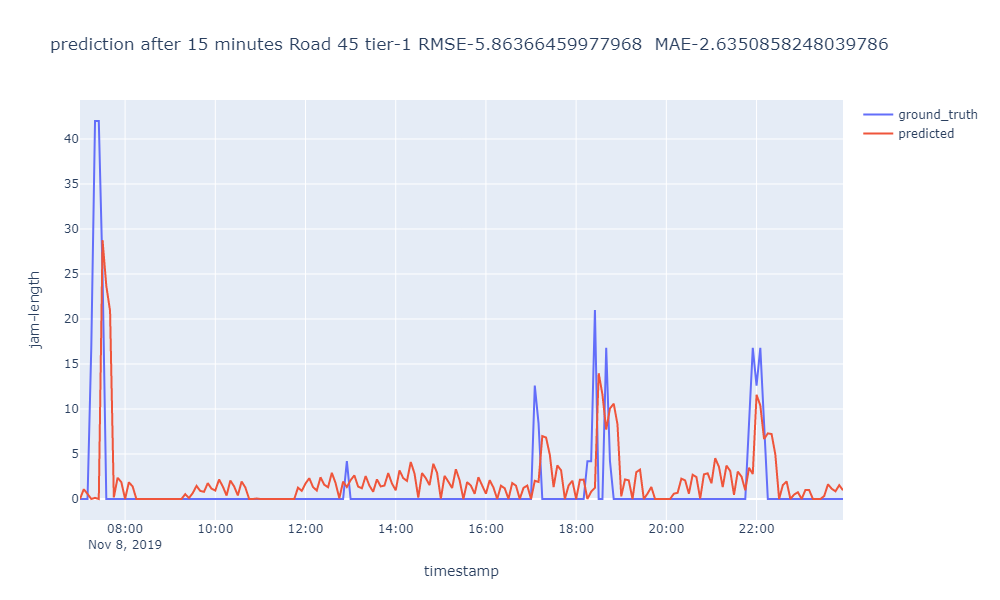 prediction after 15 minutes Road 45 tier-1 RMSE-5.86366459977968  MAE-2.6350858248039786
ground_truth
predicted
40
35
30
25
20
15
10
5
0
jam-length
08:00
10:00
12:00
14:00
16:00
18:00
20:00
22:00
Nov 8, 2019
timestamp